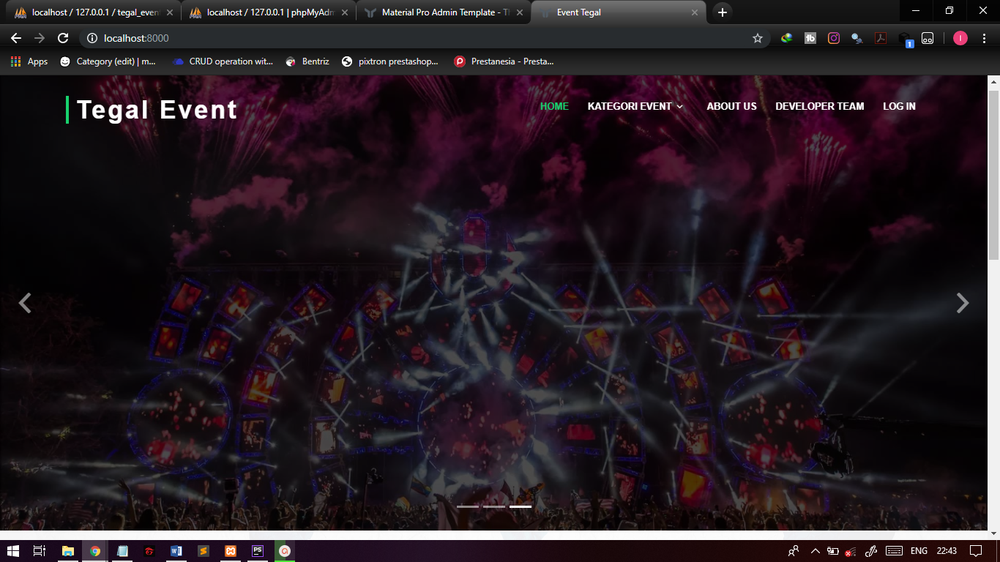 localhost / 127.0.0.1 / tegal_even
localhost / 127.0.0.1 | phpMyAdm
Material Pro Admin Template - Th
Event Tegal
localhost:8000
1
I
Apps
Category (edit) | m...
CRUD operation wit...
Bentriz
pixtron prestashop...
Prestanesia - Presta...
Tegal Event
HOME
KATEGORI EVENT
ABOUT US
DEVELOPER TEAM
LOG IN
ENG
22:43